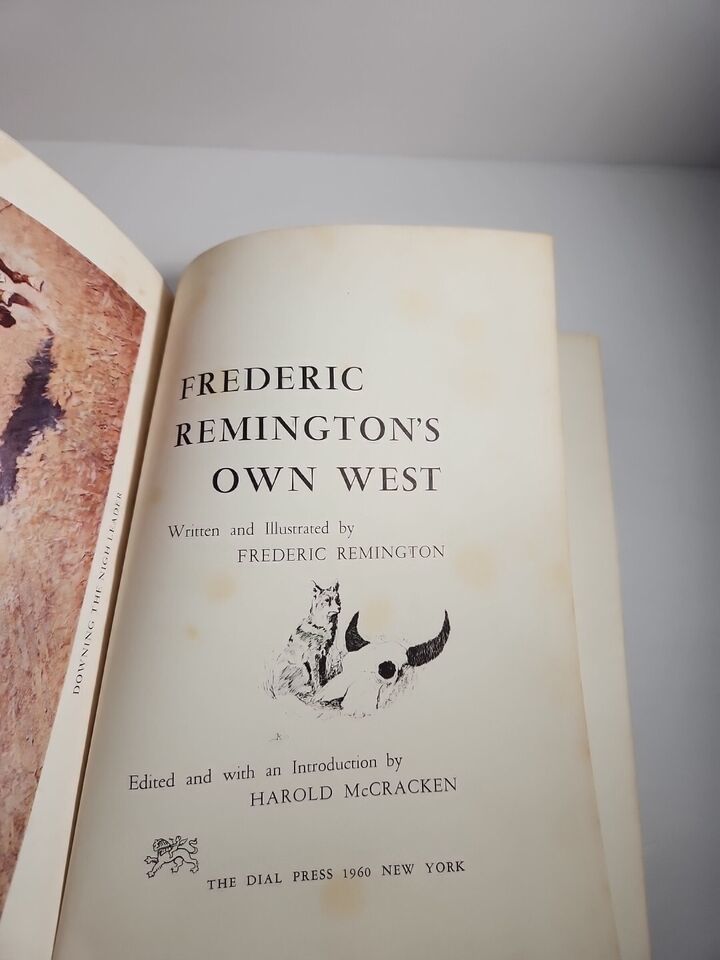 DOWNING THE NIGH LEADER
FREDERIC
REMINGTON'S
OWN WEST
Written and Illustrated by
FREDERIC REMINGTON
Edited and with an Introduction by
HAROLD McCRACKEN
THE DIAL PRESS 1960 NEW YORK